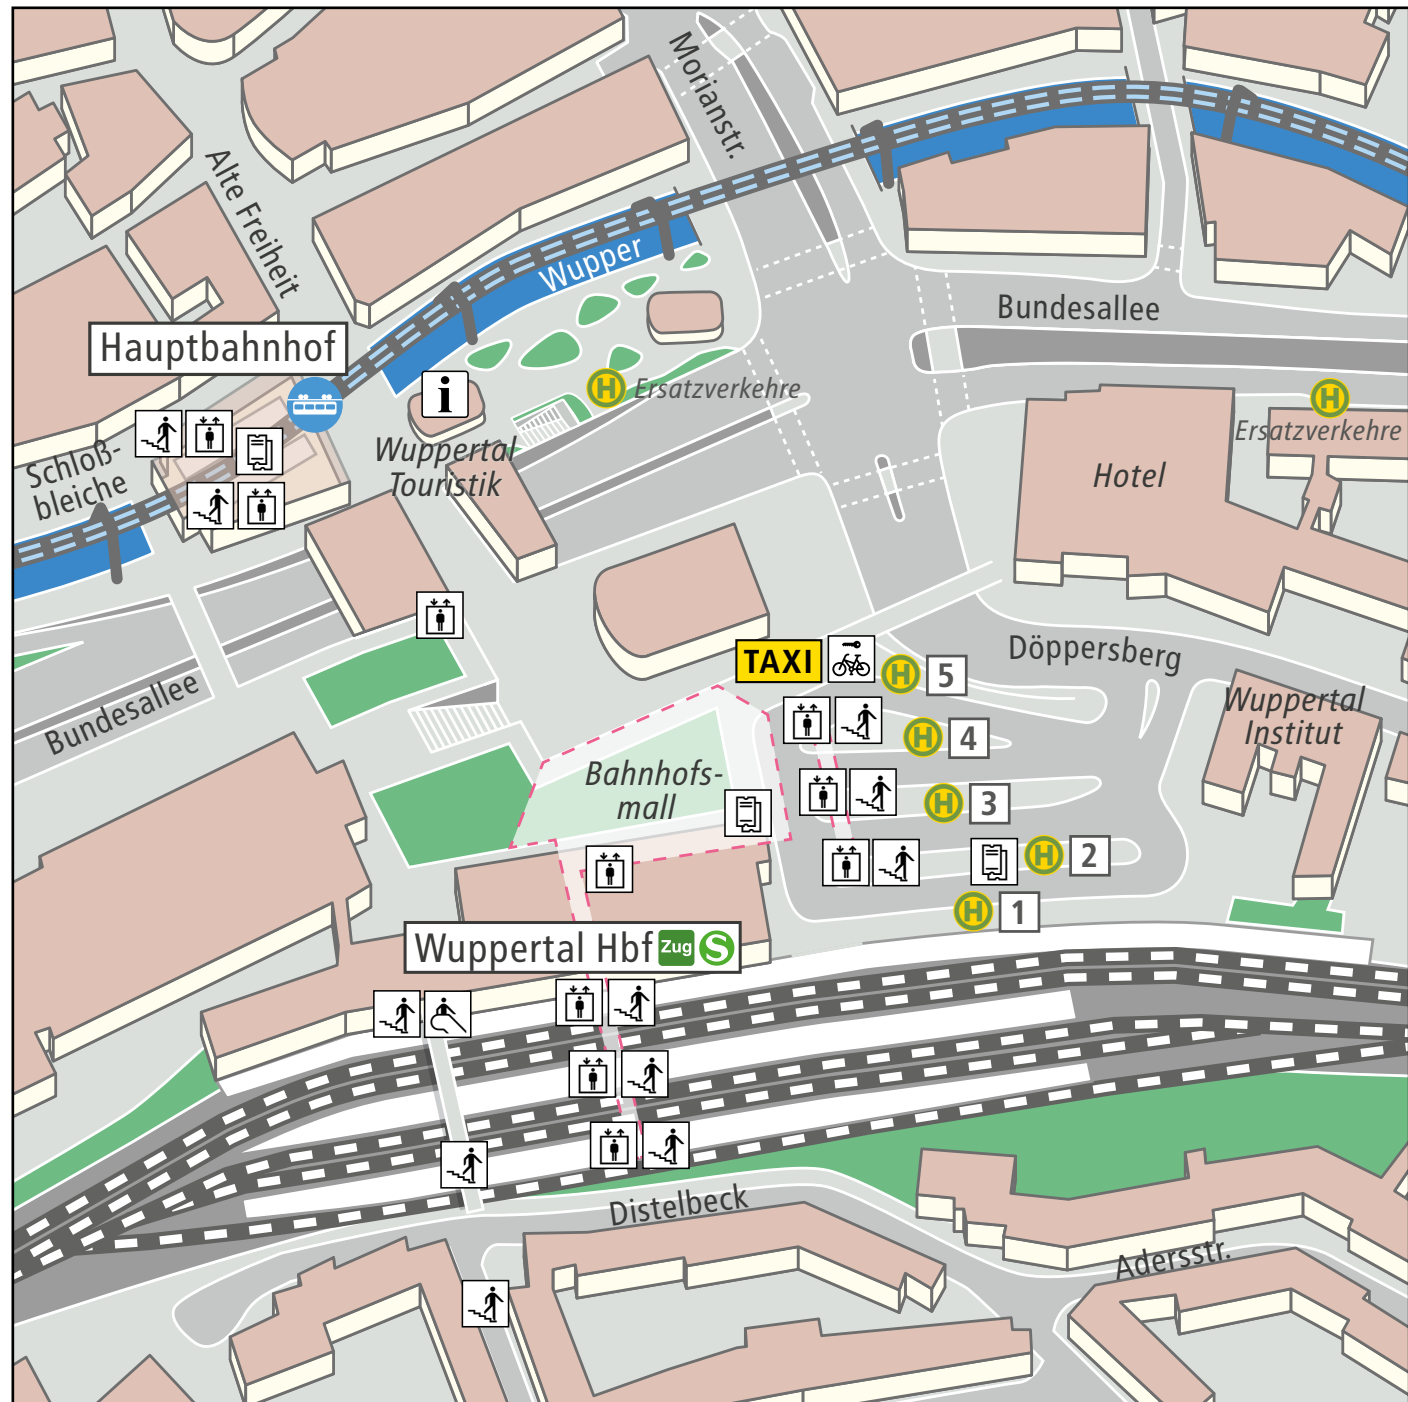 Morianstr.
Alte Freiheit
Wupper
Bundesallee
Hauptbahnhof
i
H Ersatzverkehre
H
Ersatzverkehre
Wuppertal
Touristik
Schloß-
bleiche
Hotel
TAXI
H 5
Döppersberg
Bundesallee
Wuppertal
Institut
H 4
Bahnhofs-
mall
H 3
H 2
H 1
Wuppertal Hbf Zug S
Distelbeck
Adersstr.